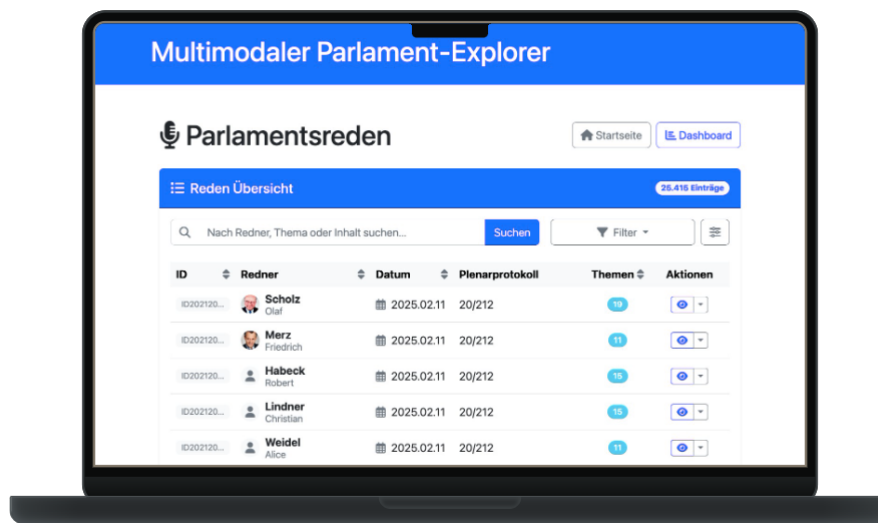 Multimodaler Parlament-Explorer
Parlamentsreden
Startseite
Dashboard
Reden Übersicht
25.415 Einträge
Nach Redner, Thema oder Inhalt suchen...
Suchen
Filter
ID Redner Datum Plenarprotokoll Themen Aktionen
ID202120... Scholz 2025.02.11 20/212 19
Olaf
ID202120... Merz 2025.02.11 20/212 11
Friedrich
ID202120... Habeck 2025.02.11 20/212 15
Robert
ID202120... Lindner 2025.02.11 20/212 15
Christian
ID202120... Weidel 2025.02.11 20/212 11
Alice